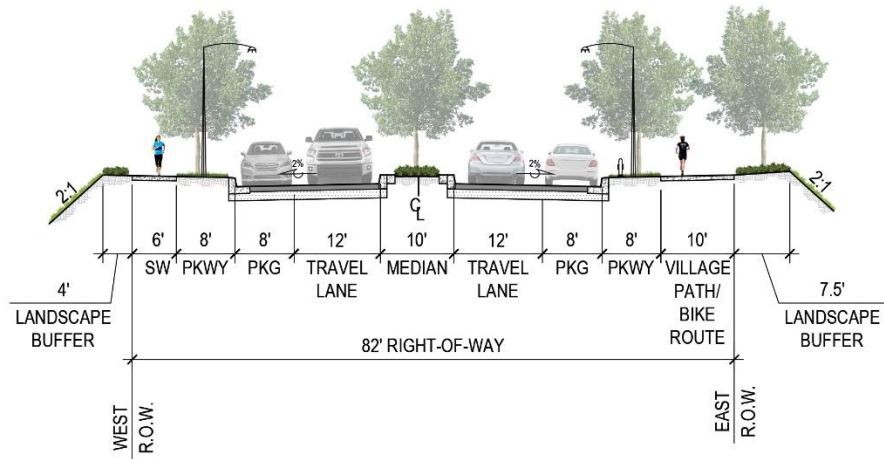 2%
2%
2:1
2:1
CL
6'
8'
8'
12'
10'
12'
8'
8'
10'
SW
PKWY
PKG
TRAVEL
LANE
MEDIAN
TRAVEL
LANE
PKG
PKWY
VILLAGE
PATH/
BIKE
ROUTE
4'
LANDSCAPE
BUFFER
7.5'
LANDSCAPE
BUFFER
82' RIGHT-OF-WAY
WEST
R.O.W.
EAST
R.O.W.